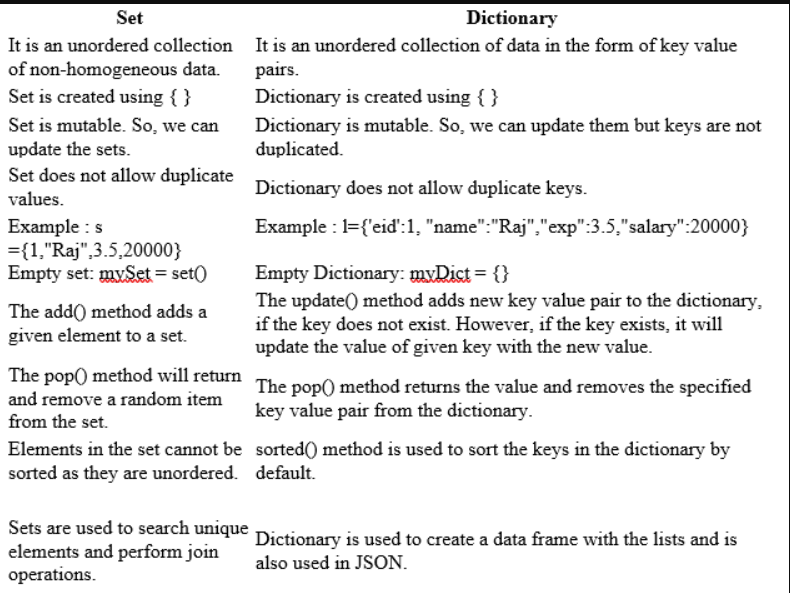 Set Dictionary
It is an unordered collection
of non-homogeneous data.
It is an unordered collection of data in the form of key value
pairs.
Set is created using { }
Dictionary is created using { }
Set is mutable. So, we can
update the sets.
Dictionary is mutable. So, we can update them but keys are not
duplicated.
Set does not allow duplicate
values.
Dictionary does not allow duplicate keys.
Example : s
={1,"Raj",3.5,20000}
Example : l={'eid':1, "name":"Raj","exp":3.5,"salary":20000}
Empty set: mySet = set()
Empty Dictionary: myDict = {}
The add() method adds a
given element to a set.
The update() method adds new key value pair to the dictionary,
if the key does not exist. However, if the key exists, it will
update the value of given key with the new value.
The pop() method will return
and remove a random item
from the set.
The pop() method returns the value and removes the specified
key value pair from the dictionary.
Elements in the set cannot be
sorted as they are unordered.
sorted() method is used to sort the keys in the dictionary by
default.
Sets are used to search unique
elements and perform join
operations.
Dictionary is used to create a data frame with the lists and is
also used in JSON.